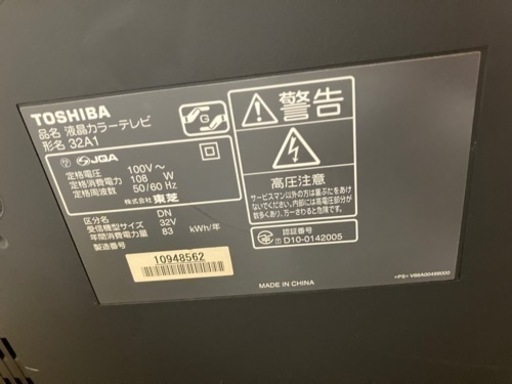 TOSHIBA
品名 液晶カラーテレビ
形名 32A1
G
JQA
定格電圧 100V～
定格消費電力 108 W
定格周波数 50/60 Hz
株式会社 東芝
区分名 DN
受信機型サイズ 32V
年間消費電力量 83 kWh/年
製造番号
10948562
警告
高圧注意
サービスマン以外の方は裏ぶたをあけ
ないでください。内部には高電圧部分が
数多くあり、万一さわると危険です。
認証番号
D10-0142005
MADE IN CHINA